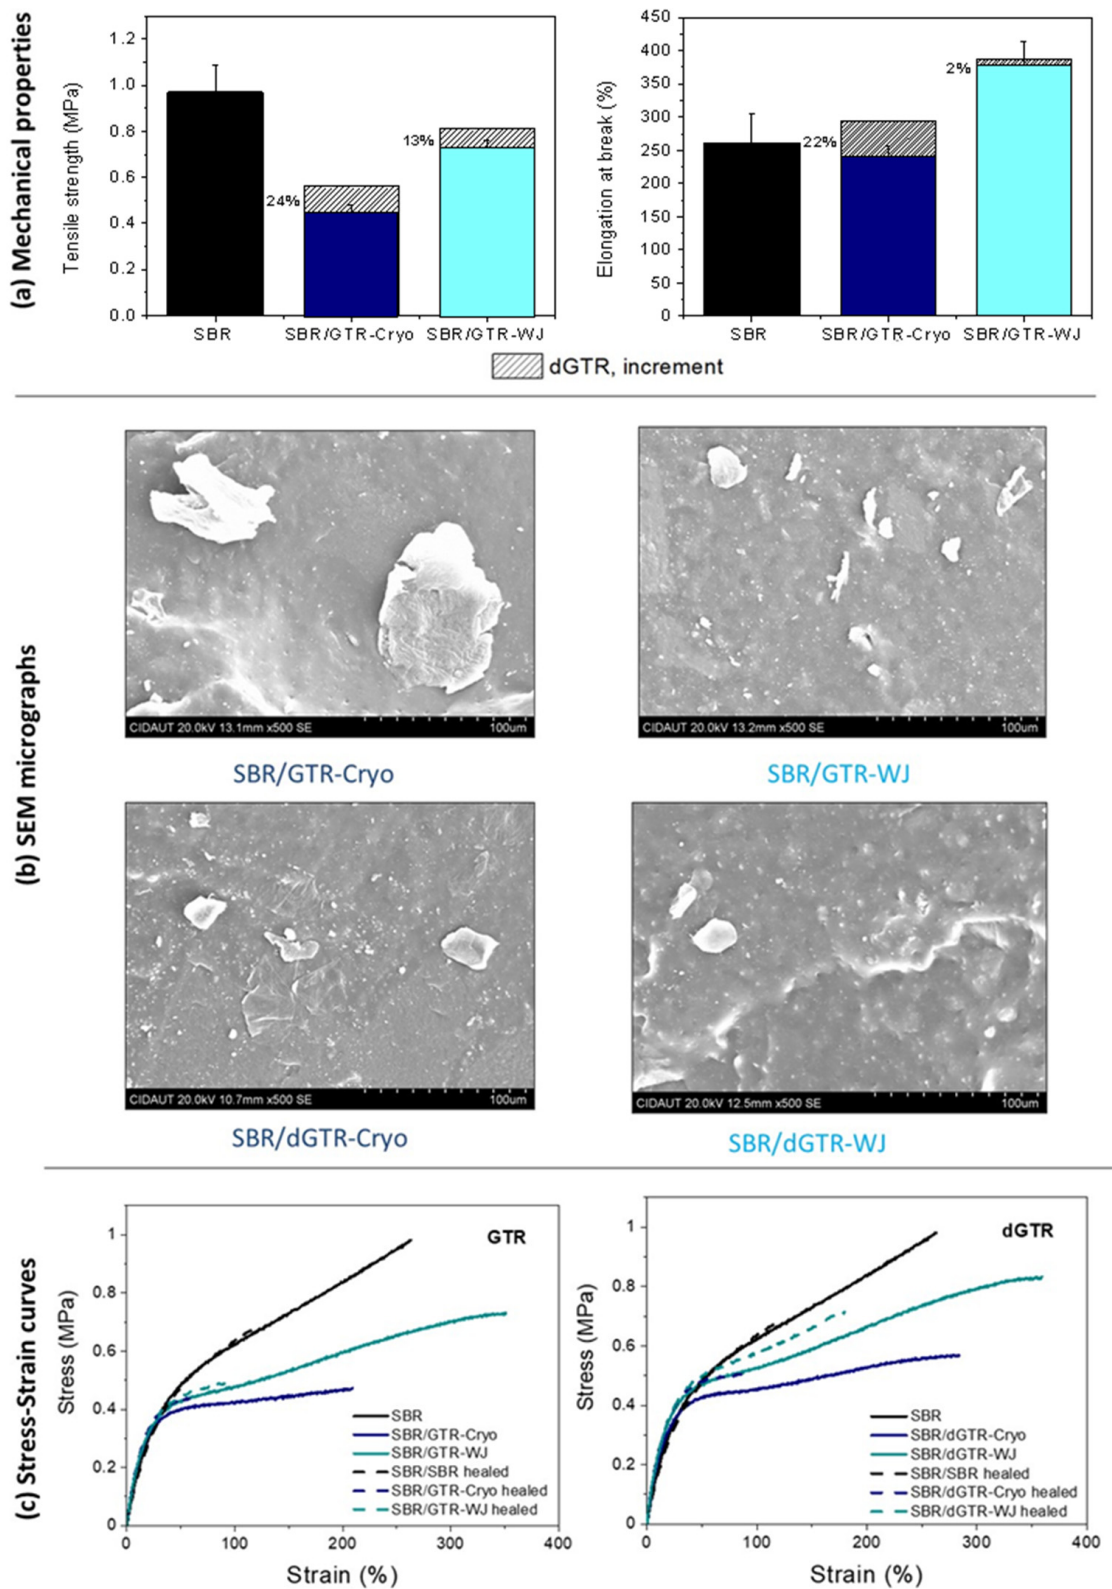 (a) Mechanical properties
Tensile strength (MPa)
1.2
1.0
0.8
0.6
0.4
0.2
0.0
24%
13%
SBR
SBR/GTR-Cryo
SBR/GTR-WJ
Elongation at break (%)
450
400
350
300
250
200
150
100
50
0
22%
2%
SBR
SBR/GTR-Cryo
SBR/GTR-WJ
dGTR, increment
(b) SEM micrographs
CIDAUT 20.0kV 13.1mm x500 SE 100um
SBR/GTR-Cryo
CIDAUT 20.0kV 13.2mm x500 SE 100um
SBR/GTR-WJ
CIDAUT 20.0kV 10.7mm x500 SE 100um
SBR/dGTR-Cryo
CIDAUT 20.0kV 12.5mm x500 SE 100um
SBR/dGTR-WJ
(c) Stress-Strain curves
Stress (MPa)
1
0.8
0.6
0.4
0.2
0
GTR
SBR
SBR/GTR-Cryo
SBR/GTR-WJ
SBR/SBR healed
SBR/GTR-Cryo healed
SBR/GTR-WJ healed
0 100 200 300 400
Strain (%)
Stress (MPa)
1
0.8
0.6
0.4
0.2
0
dGTR
SBR
SBR/dGTR-Cryo
SBR/dGTR-WJ
SBR/SBR healed
SBR/dGTR-Cryo healed
SBR/dGTR-WJ healed
0 100 200 300 400
Strain (%)